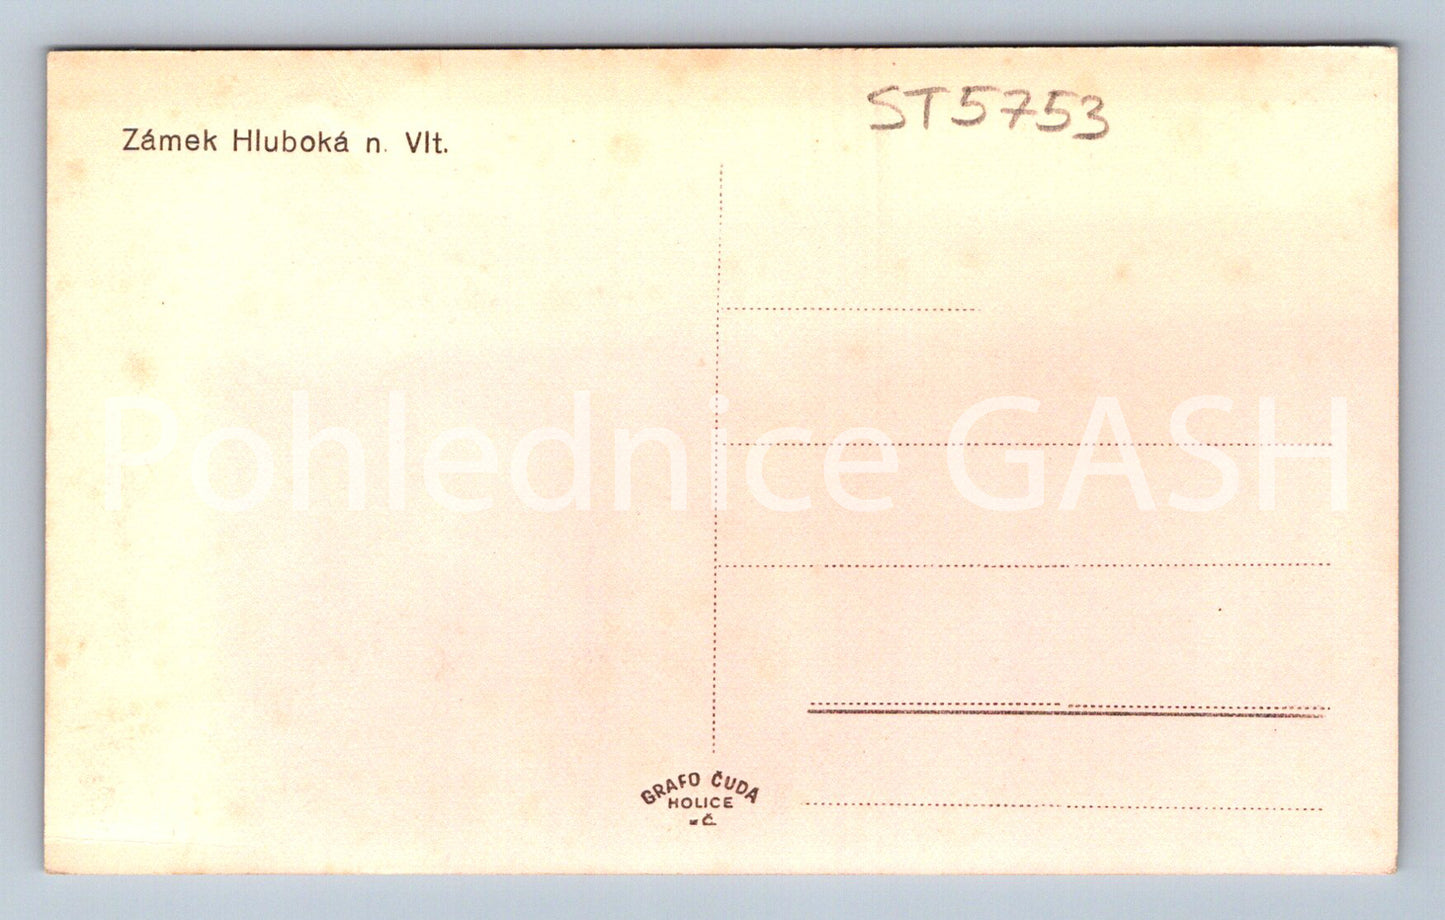 Zámek Hluboká n. Vlt.
ST5753
Pohlednice GASH
GRAFO ČUDA
HOLICE
Č